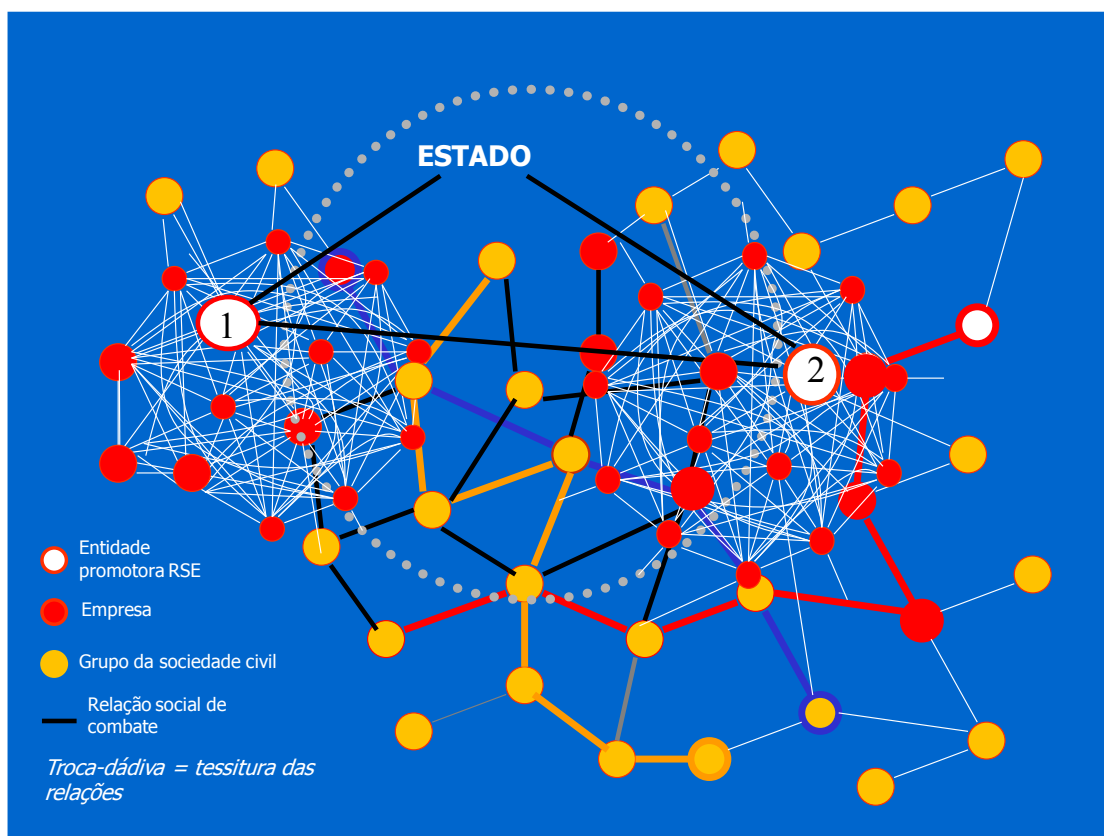 ESTADO
1
2
Entidade
promotora RSE
Empresa
Grupo da sociedade civil
Relação social de
combate
Troca-dádiva = tessitura das
relações